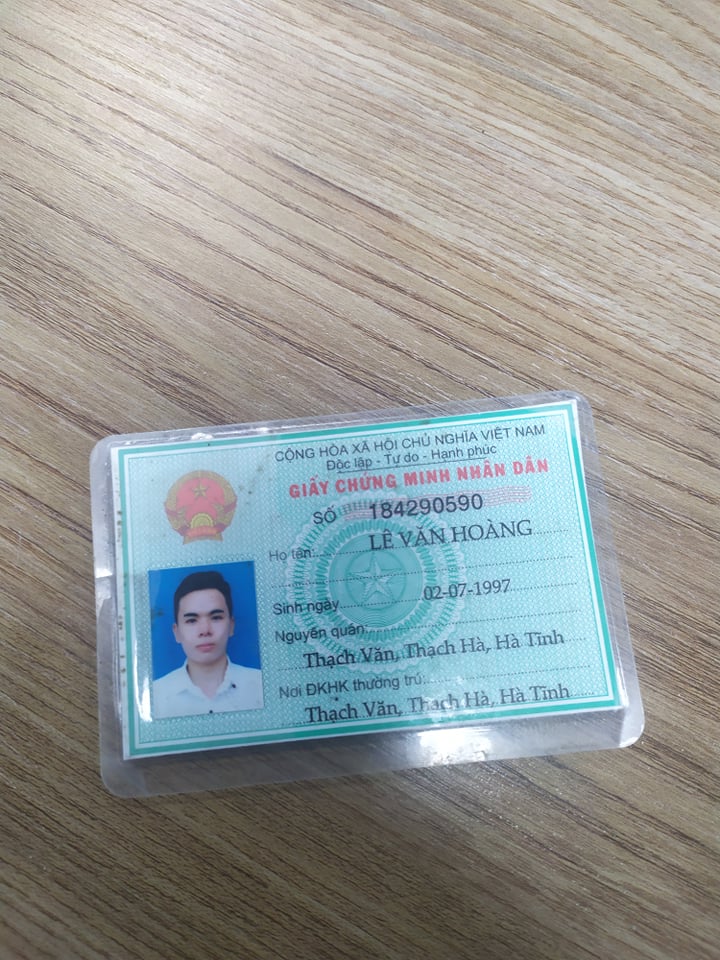 CỘNG HÒA XÃ HỘI CHỦ NGHĨA VIỆT NAM
Độc lập - Tự do - Hạnh phúc
GIẤY CHỨNG MINH NHÂN DÂN
SỐ 184290590
Họ tên: LÊ VĂN HOÀNG
Sinh ngày 02-07-1997
Nguyên quán
Thạch Văn, Thạch Hà, Hà Tĩnh
Nơi ĐKHK thường trú:
Thạch Văn, Thạch Hà, Hà Tĩnh